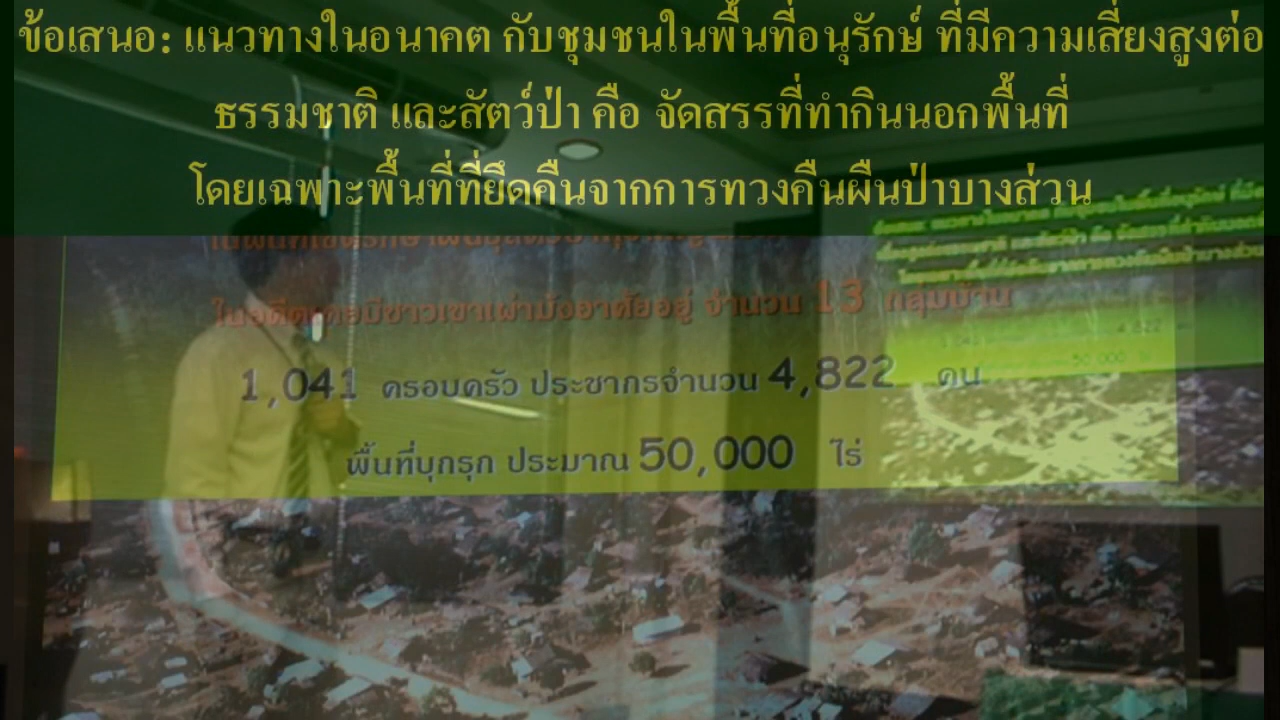 ข้อเสนอ: แนวทางในอนาคต กับชุมชนในพื้นที่อนุรักษ์ ที่มีความเสี่ยงสูงต่อ
ธรรมชาติ และสัตว์ป่า คือ จัดสรรที่ทำกินนอกพื้นที่
โดยเฉพาะพื้นที่ที่ยึดคืนจากการทวงคืนผืนป่าบางส่วน
ในอดีตเคยมีชาวเขาเผ่าม้งอาศัยอยู่ จำนวน 13 กลุ่มบ้าน
1,041 ครอบครัว ประชากรจำนวน 4,822 คน
พื้นที่บุกรุก ประมาณ 50,000 ไร่